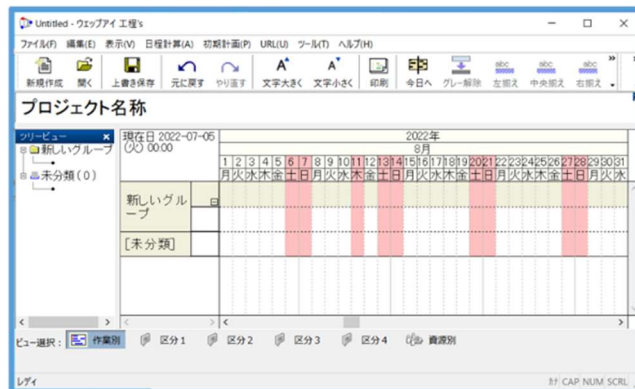 Untitled - ウェッブアイ 工程's
ファイル(F) 編集(E) 表示(V) 日程計算(A) 初期計画(P) URL(U) ツール(T) ヘルプ(H)
新規作成 開く 上書き保存 元に戻す やり直す 文字大きく 文字小さく 印刷 今日へ グレー解除 左揃え 中央揃え 右揃え
プロジェクト名称
ツリービュー
新しいグループ
未分類(0)
現在日 2022-07-05
(火) 00:00
2022年
8月
1 2 3 4 5 6 7 8 9 10 11 12 13 14 15 16 17 18 19 20 21 22 23 24 25 26 27 28 29 30 31
月 火 水 木 金 土 日 月 火 水 木 金 土 日 月 火 水 木 金 土 日 月 火 水 木 金 土 日 月 火 水
新しいグル
ープ
[未分類]
ビュー選択: 作業別 区分1 区分2 区分3 区分4 資源別
レディ
CAP NUM SCRL